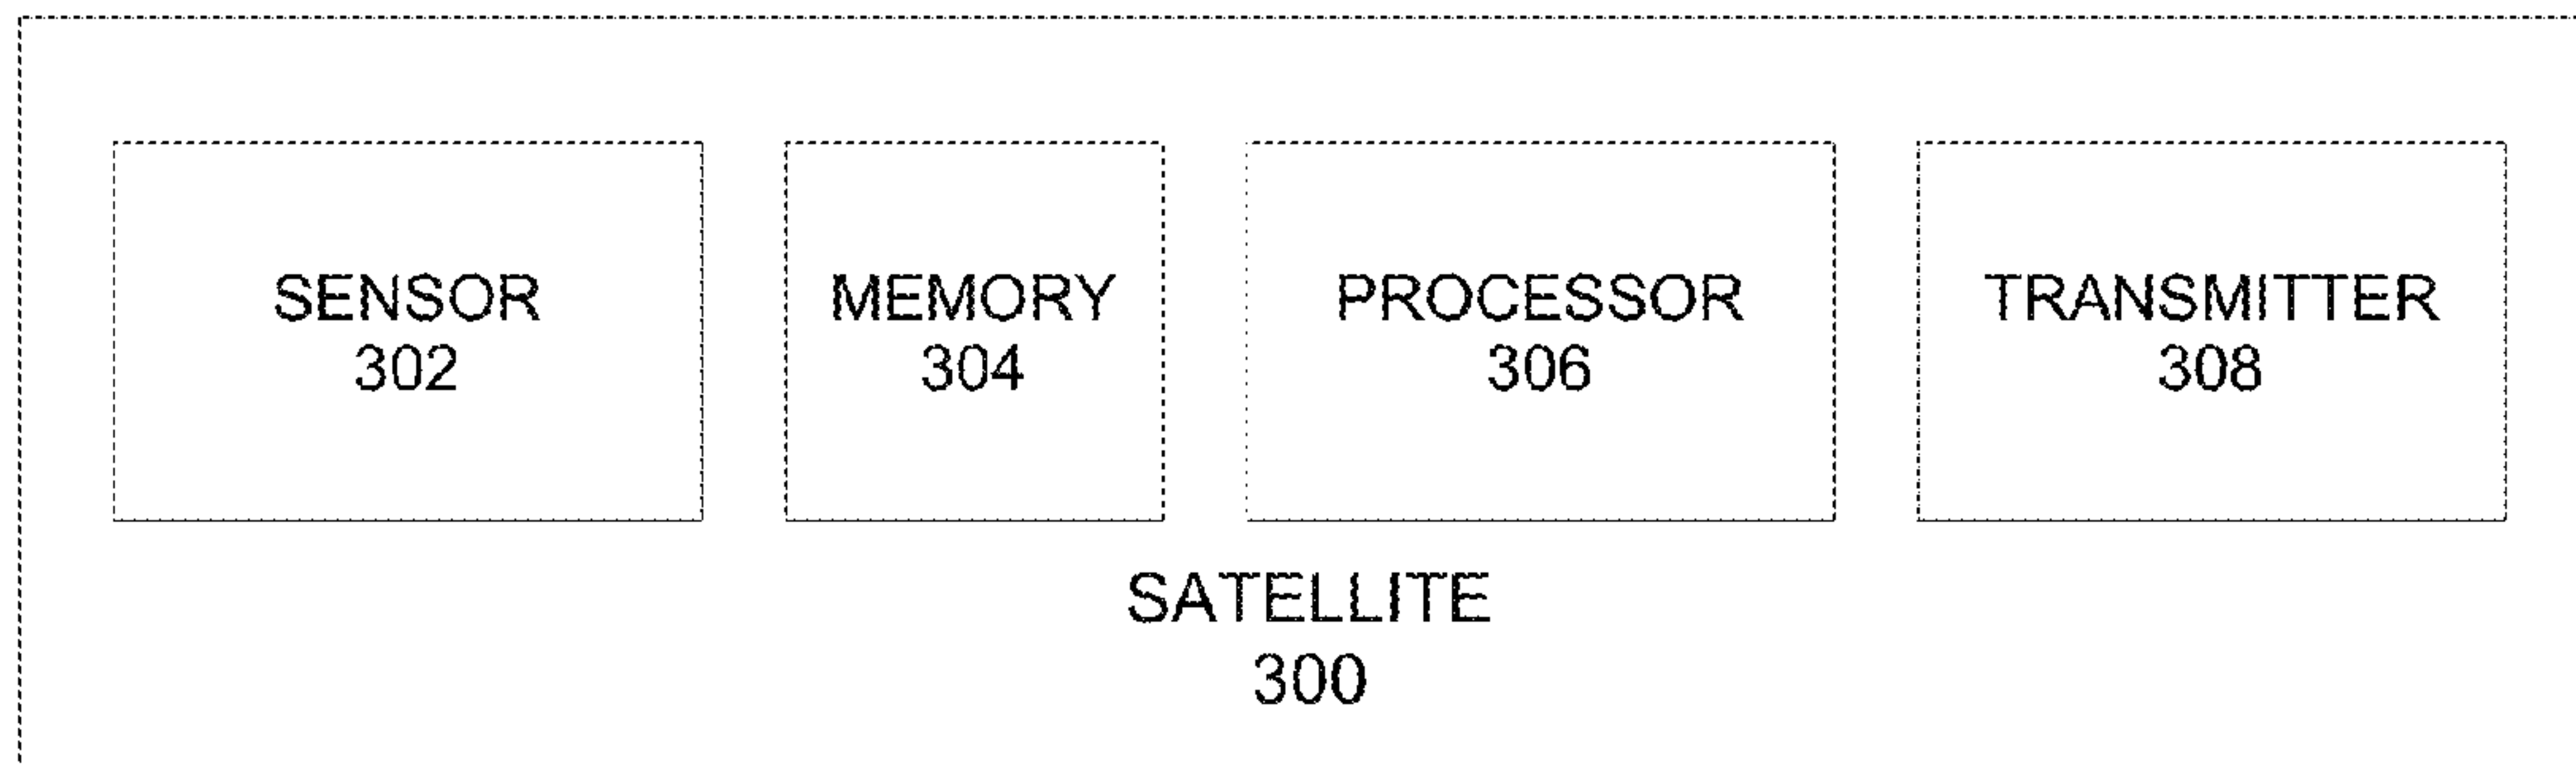 SENSOR
302
MEMORY
304
PROCESSOR
306
TRANSMITTER
308
SATELLITE
300